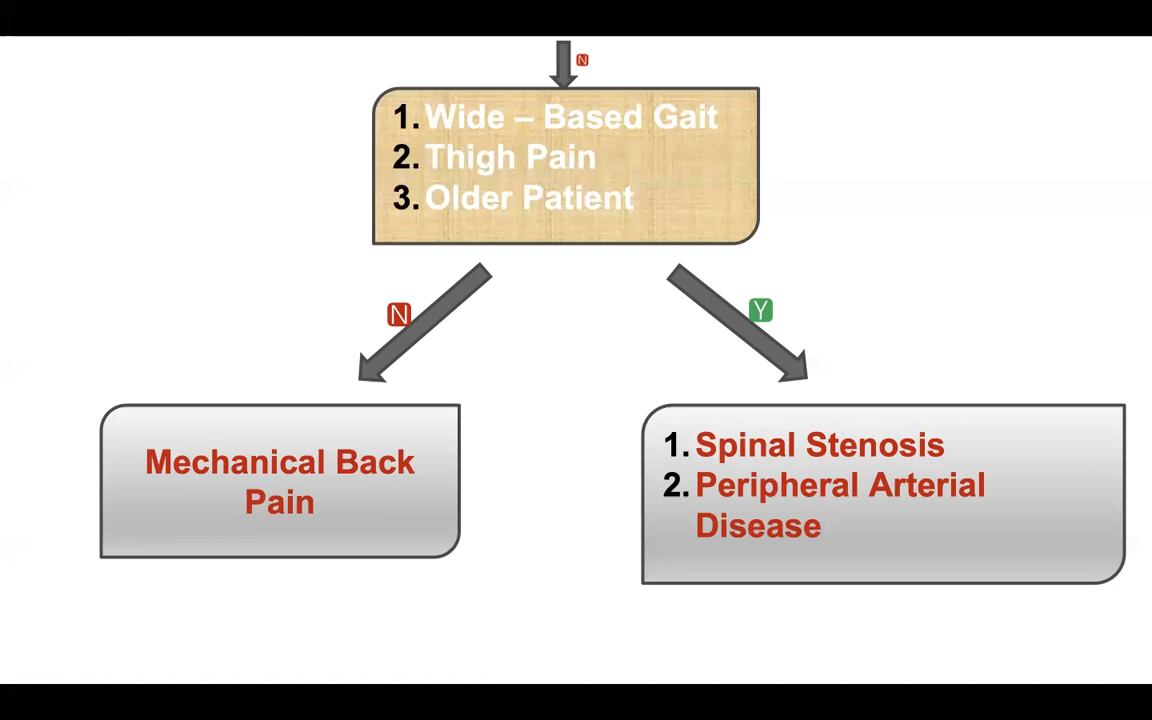 N
1. Wide – Based Gait
2. Thigh Pain
3. Older Patient
N
Y
Mechanical Back
Pain
1. Spinal Stenosis
2. Peripheral Arterial
Disease